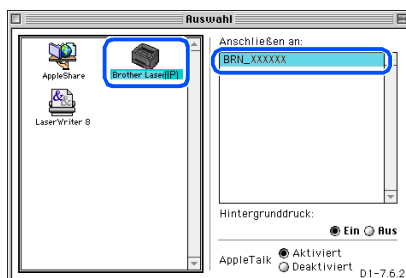 Auswahl
AppleShare
Brother Laser(IP)
LaserWriter 8
Anschließen an:
BRN_XXXXXX
Hintergrunddruck:
Ein Aus
AppleTalk
Aktiviert
Deaktiviert
D1-7.6.2